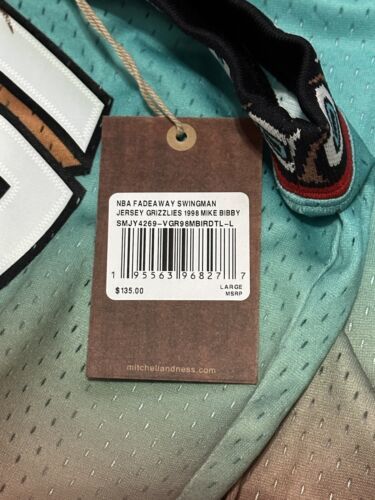 NBA FADEAWAY SWINGMAN
JERSEY GRIZZLIES 1998 MIKE BIBBY
SMJY4269-VGR98MBIRDTL-L
1 95563 96827 7
$135.00
LARGE
MSRP
mitchellandness.com